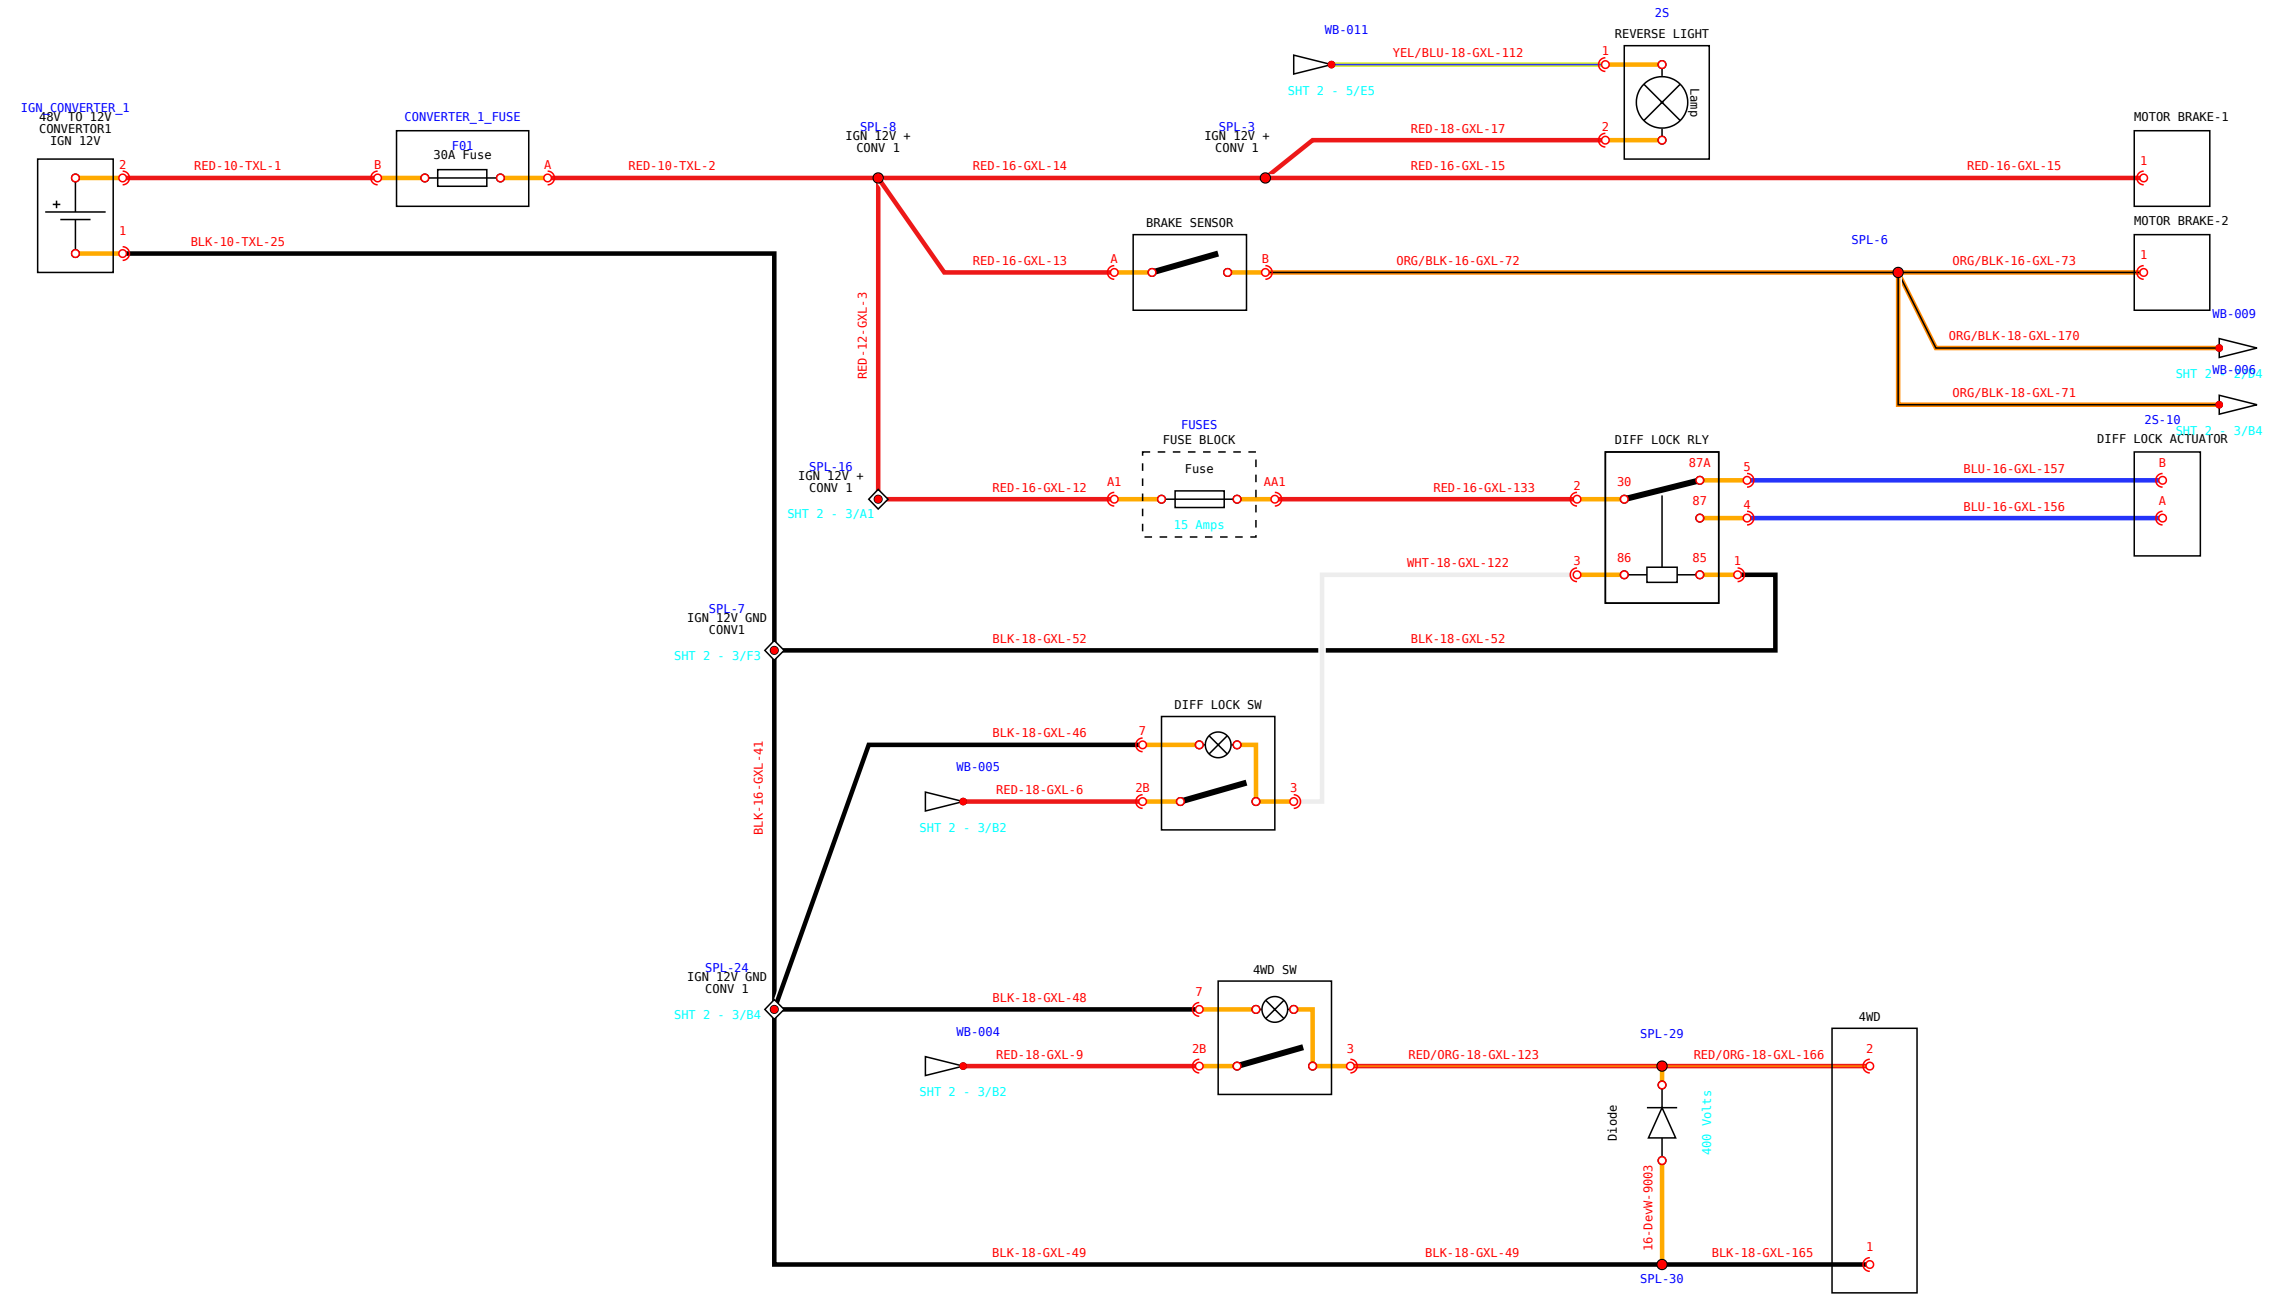 2S
WB-011
REVERSE LIGHT
YEL/BLU-18-GXL-112
1
SHT 2 - 5/E5
Lamp
IGN_CONVERTER_1
48V TO 12V
CONVERTOR1
IGN 12V
CONVERTER_1_FUSE
F01
30A Fuse
SPL-8
IGN 12V +
CONV 1
SPL-3
IGN 12V +
CONV 1
RED-18-GXL-17
2
MOTOR BRAKE-1
2
RED-10-TXL-1
B
A
RED-10-TXL-2
RED-16-GXL-14
RED-16-GXL-15
RED-16-GXL-15
1
+
1
BLK-10-TXL-25
BRAKE SENSOR
MOTOR BRAKE-2
SPL-6
RED-16-GXL-13
A
B
ORG/BLK-16-GXL-72
ORG/BLK-16-GXL-73
1
RED-12-GXL-3
WB-009
ORG/BLK-18-GXL-170
SHT 2 - 2/B4
WB-006
ORG/BLK-18-GXL-71
SHT 2 - 3/B4
2S-10
DIFF LOCK ACTUATOR
FUSES
FUSE BLOCK
Fuse
15 Amps
DIFF LOCK RLY
SPL-16
IGN 12V +
CONV 1
SHT 2 - 3/A1
RED-16-GXL-12
A1
AA1
RED-16-GXL-133
2
30
87A
5
BLU-16-GXL-157
B
87
4
BLU-16-GXL-156
A
WHT-18-GXL-122
3
86
85
1
SPL-7
IGN 12V GND
CONV1
SHT 2 - 3/F3
BLK-18-GXL-52
BLK-18-GXL-52
DIFF LOCK SW
BLK-18-GXL-46
7
WB-005
RED-18-GXL-6
2B
3
SHT 2 - 3/B2
BLK-16-GXL-41
SPL-24
IGN 12V GND
CONV 1
SHT 2 - 3/B4
4WD SW
BLK-18-GXL-48
7
WB-004
RED-18-GXL-9
2B
3
SHT 2 - 3/B2
RED/ORG-18-GXL-123
SPL-29
RED/ORG-18-GXL-166
4WD
2
Diode
400 Volts
16-DevW-9003
BLK-18-GXL-49
BLK-18-GXL-49
BLK-18-GXL-165
1
SPL-30